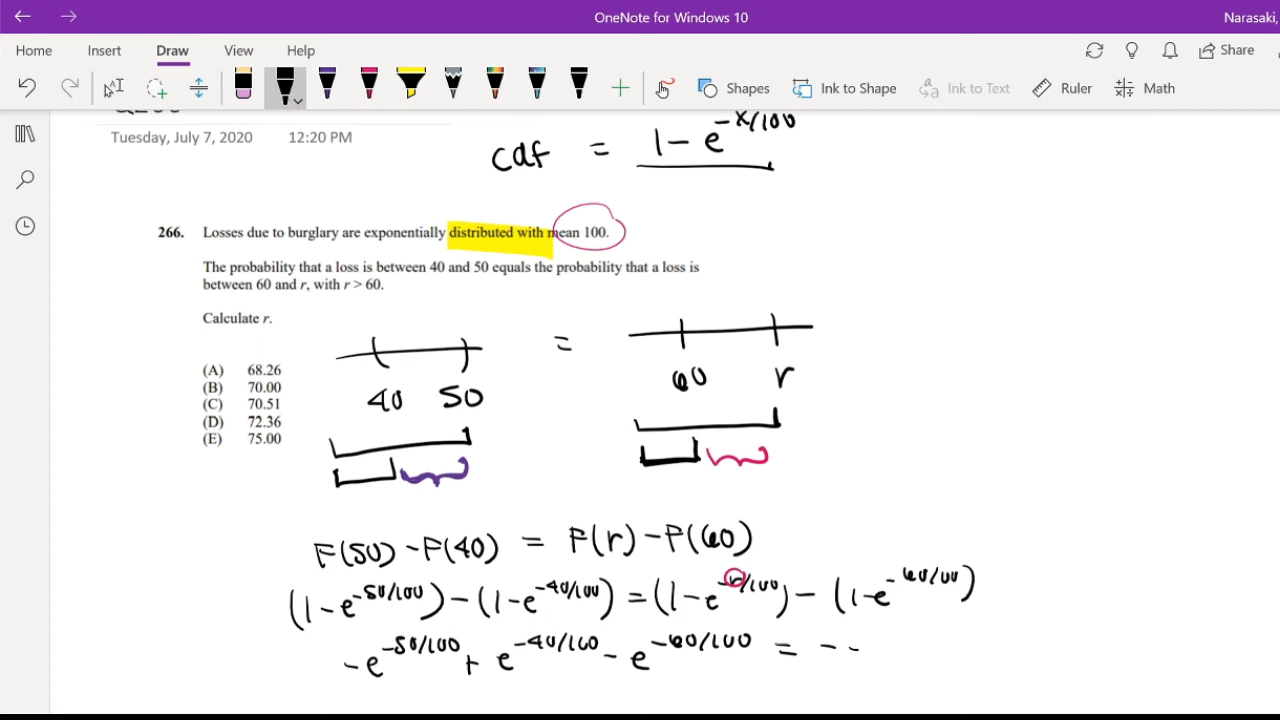 OneNote for Windows 10
Narasaki,
Home Insert Draw View Help
Share
Shapes Ink to Shape Ink to Text Ruler Math
Tuesday, July 7, 2020 12:20 PM
cdf = 1 - e^{-x/100}
266. Losses due to burglary are exponentially distributed with mean 100.
The probability that a loss is between 40 and 50 equals the probability that a loss is
between 60 and r, with r > 60.
Calculate r.
(A) 68.26
(B) 70.00
(C) 70.51
(D) 72.36
(E) 75.00
=
40 50
60 r
F(50) - F(40) = F(r) - F(60)
(1 - e^{-50/100}) - (1 - e^{-40/100}) = (1 - e^{-r/100}) - (1 - e^{-60/100})
- e^{-50/100} + e^{-40/100} - e^{-60/100} = - -